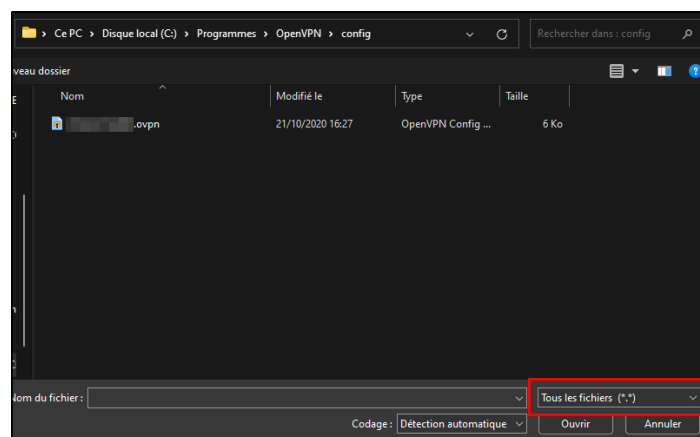 Ce PC > Disque local (C:) > Programmes > OpenVPN > config
Rechercher dans : config
veau dossier
Nom Modifié le Type Taille
.ovpn 21/10/2020 16:27 OpenVPN Config ... 6 Ko
Nom du fichier : Tous les fichiers (*.*)
Codage : Détection automatique Ouvrir Annuler